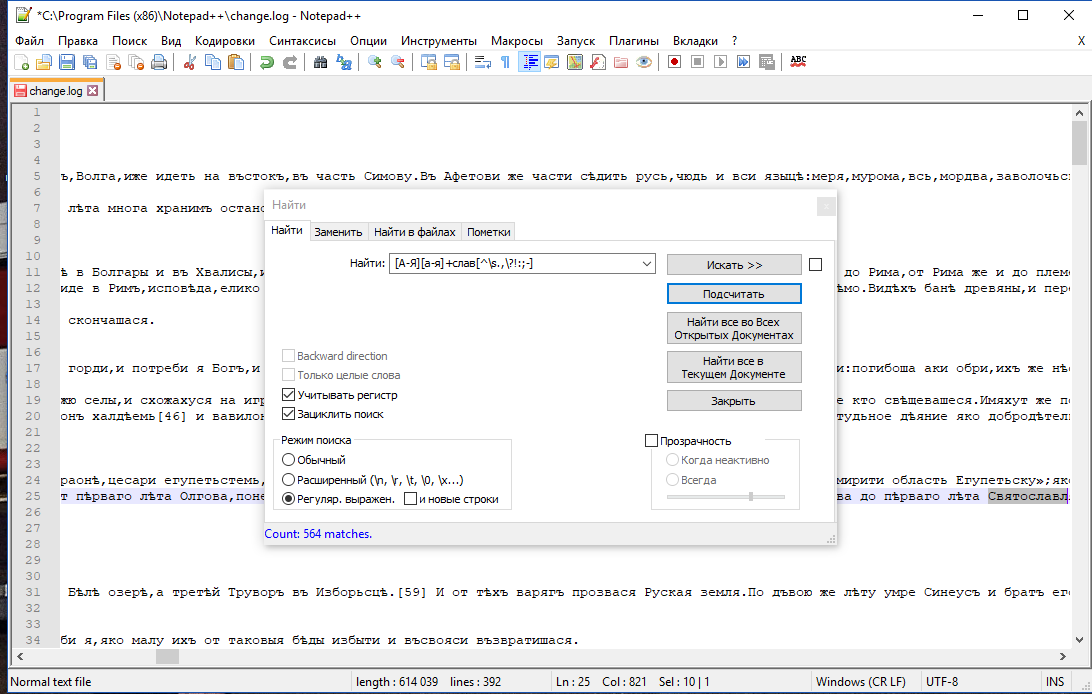 *C:\Program Files (x86)\Notepad++\change.log - Notepad++
Файл Правка Поиск Вид Кодировки Синтаксисы Опции Инструменты Макросы Запуск Плагины Вкладки ? X
ABC
change.log
1
2
3
4
5 ъ,Волга,иже идеть на въстокъ,въ часть Симову.Въ Афетови же части сѣдить русь,чюдь и вси языцѣ:меря,мурома,всь,мордва,заволочьс
6
7 лѣта многа хранимъ остано
8
9
10
11 ѣ в Болгары и въ Хвалисы,и до Рима,от Рима же и до племе
12 иде в Римъ,исповѣда,елико ѣмо.Видѣхъ банѣ древяны,и пере
13
14 скончашася.
15
16
17 горди,и потреби я Богъ,и и:погибоша аки обри,ихъ же нѣс
18
19 жю селы,и схожахуся на игр е кто свѣщевашеся.Имяхут же по
20 онъ халдѣемь[46] и вавилон тудьное дѣяние яко добродѣтель
21
22
23
24 раонѣ,цесари егупетьстемь, мирити область Егупетьску»;яко
25 т пѣрваго лѣта Олгова,поне ва до пѣрваго лѣта Святославл
26
27
28
29
30
31 Бѣлѣ озерѣ,а третѣй Труворъ въ Изборьсцѣ.[59] И от тѣхъ варягъ прозвася Руская земля.По дъвою же лѣту умре Синеусъ и братъ его
32
33
34 би я,яко малу ихъ от таковыя бѣды избыти и въсвояси възвратишася.
Найти
Найти Заменить Найти в файлах Пометки
Найти: [А-Я][а-я]+слав[^\s.,\?!:;-]
Искать >>
Подсчитать
Найти все во Всех
Открытых Документах
Найти все в
Текущем Документе
Закрыть
Backward direction
Только целые слова
Учитывать регистр
Зациклить поиск
Режим поиска
Обычный
Расширенный (\n, \r, \t, \0, \x...)
Регуляр. выражен. и новые строки
Прозрачность
Когда неактивно
Всегда
Count: 564 matches.
Normal text file length : 614 039 lines : 392 Ln : 25 Col : 821 Sel : 10 | 1 Windows (CR LF) UTF-8 INS